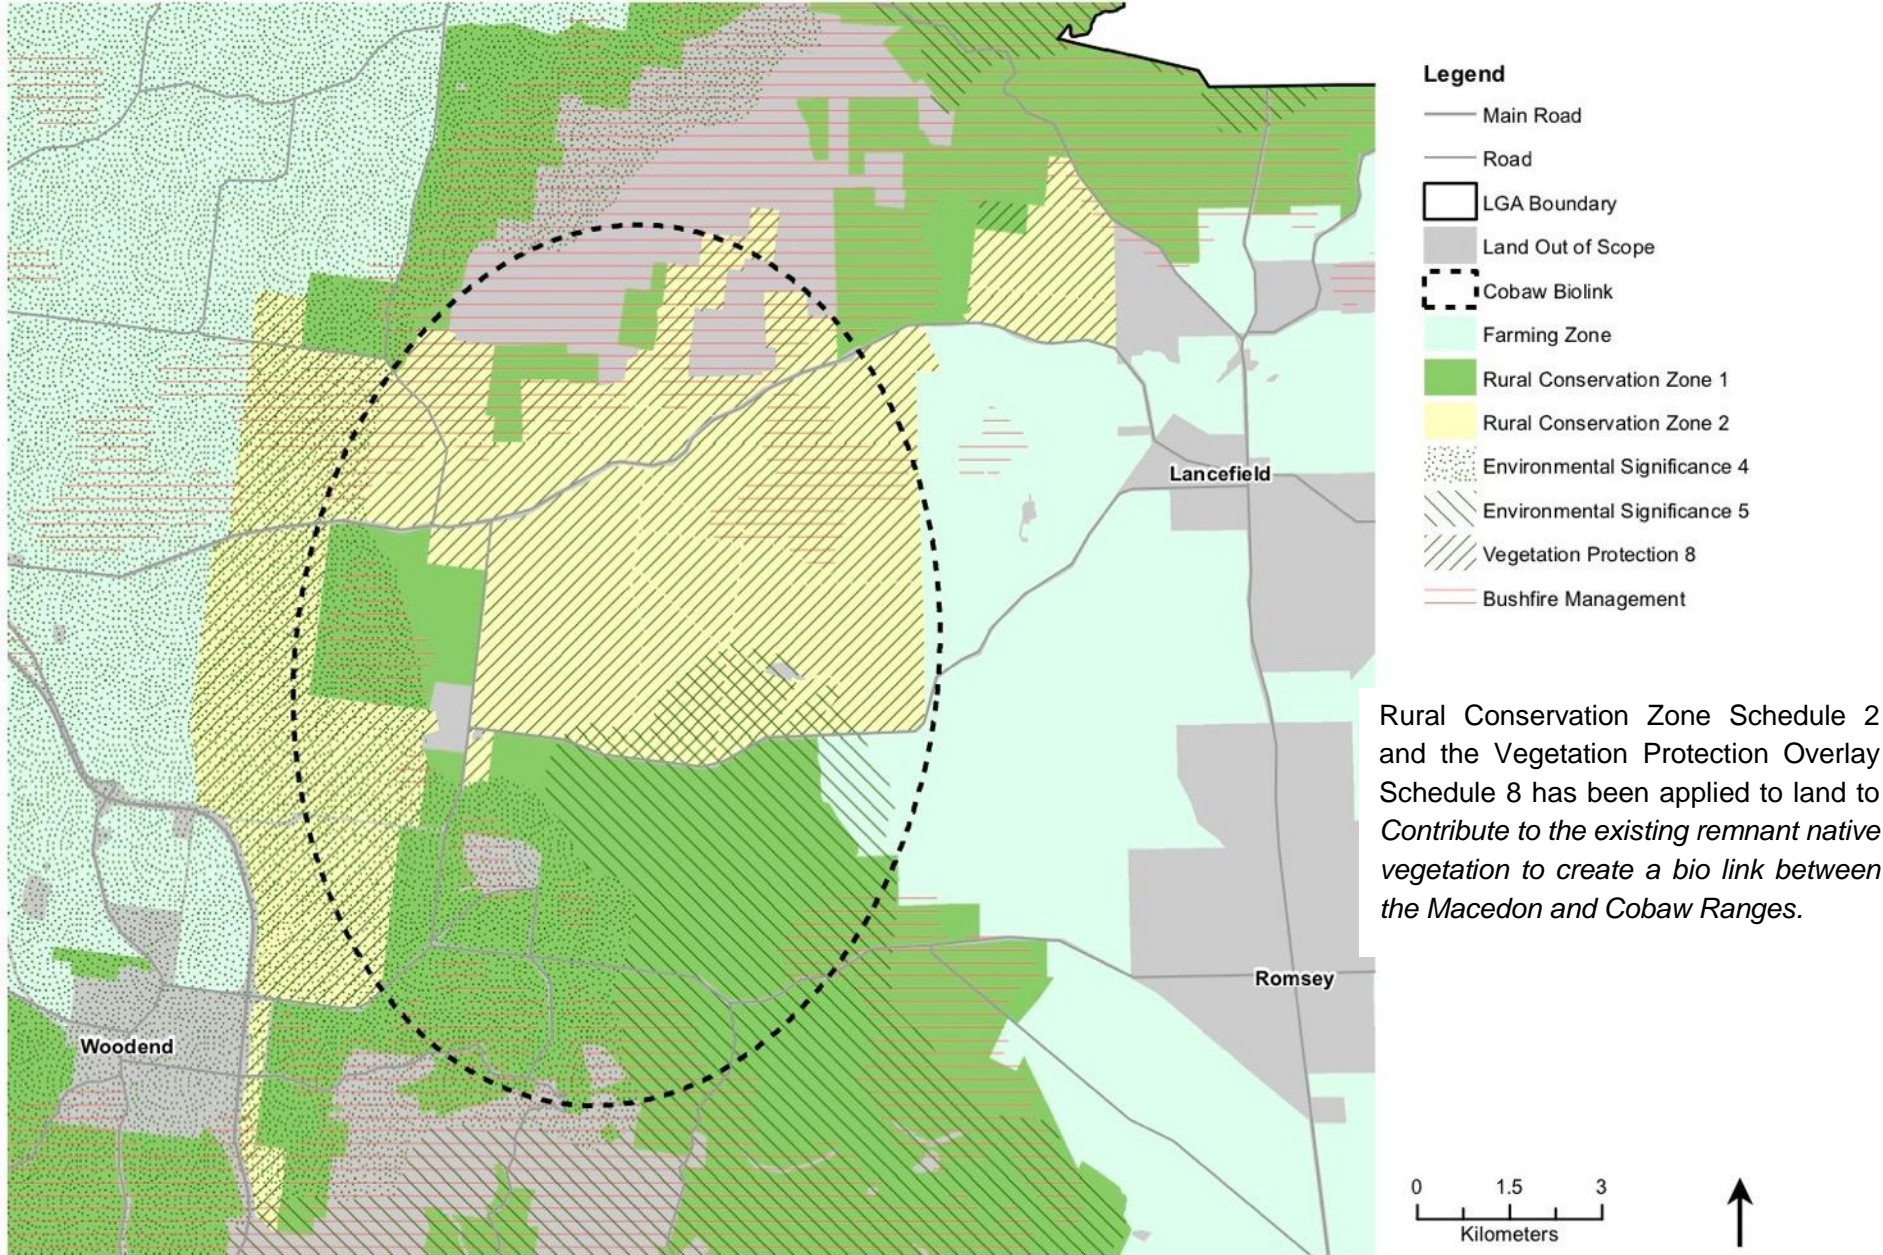 Legend
Main Road
Road
LGA Boundary
Land Out of Scope
Cobaw Biolink
Farming Zone
Rural Conservation Zone 1
Rural Conservation Zone 2
Environmental Significance 4
Environmental Significance 5
Vegetation Protection 8
Bushfire Management
Lancefield
Rural Conservation Zone Schedule 2
and the Vegetation Protection Overlay
Schedule 8 has been applied to land to
Contribute to the existing remnant native
vegetation to create a bio link between
the Macedon and Cobaw Ranges.
Romsey
Woodend
0 1.5 3
Kilometers